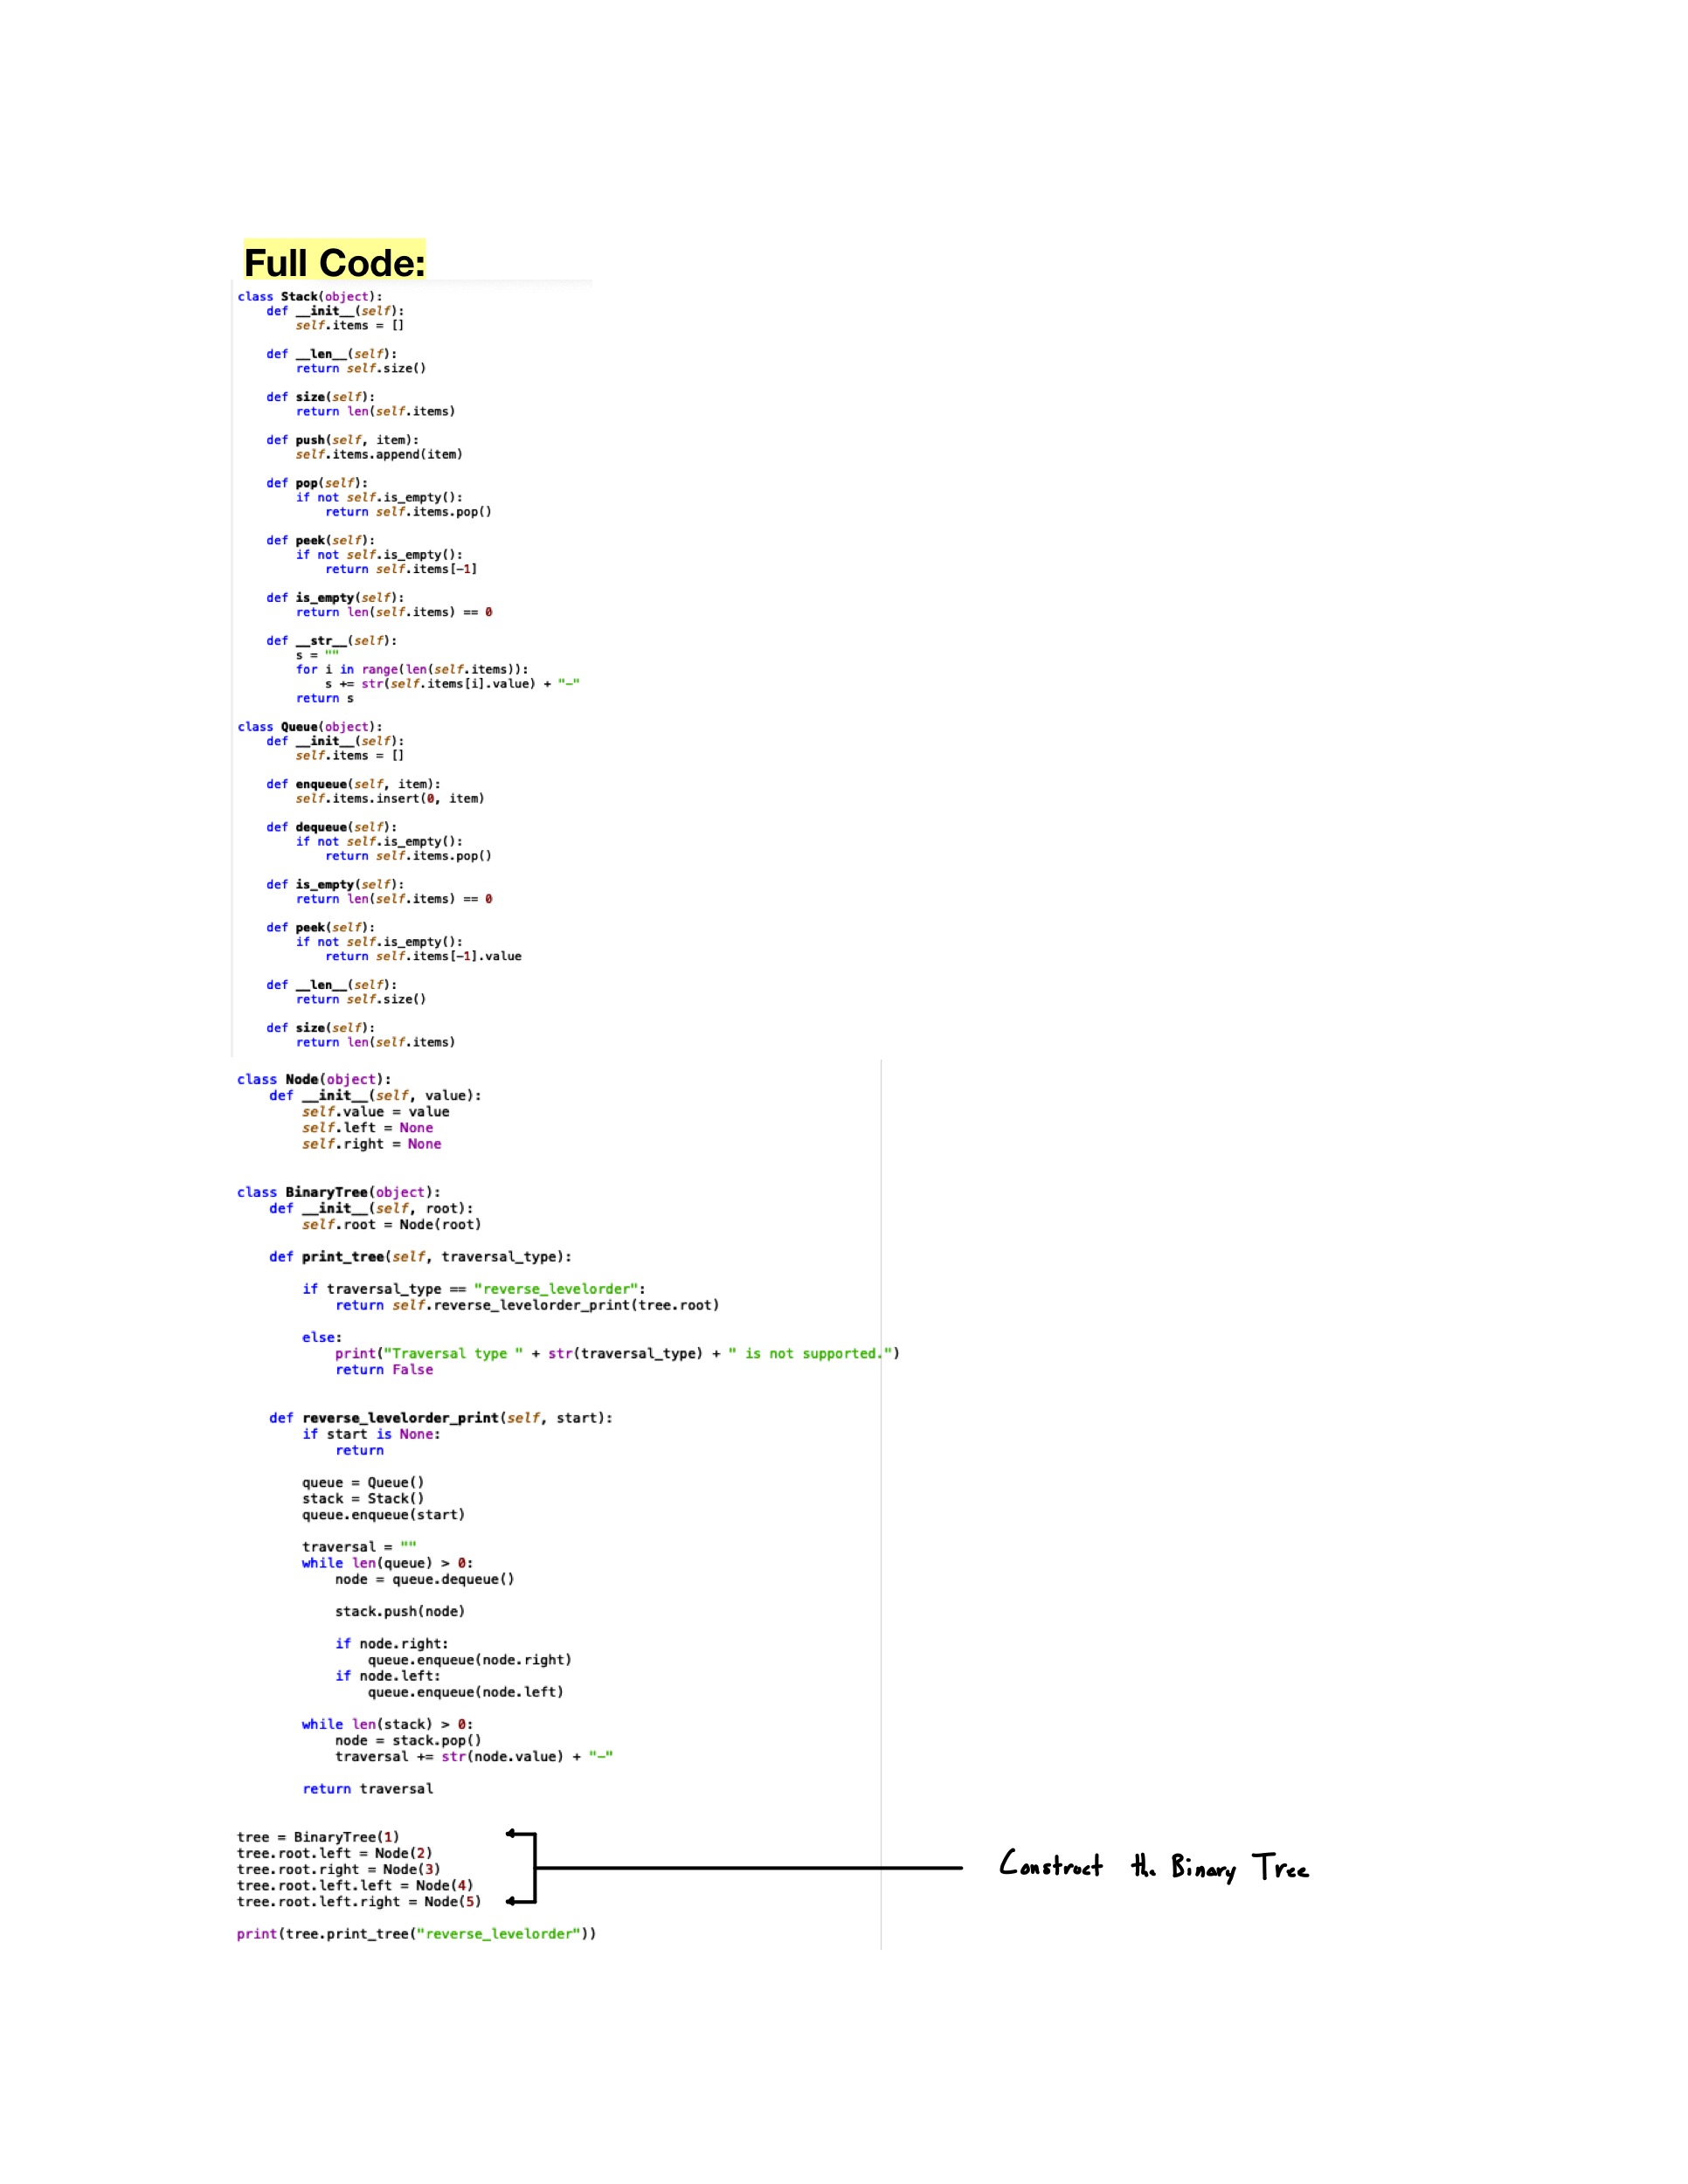 Full Code:
class Stack(object):
    def __init__(self):
        self.items = []

    def __len__(self):
        return self.size()

    def size(self):
        return len(self.items)

    def push(self, item):
        self.items.append(item)

    def pop(self):
        if not self.is_empty():
            return self.items.pop()

    def peek(self):
        if not self.is_empty():
            return self.items[-1]

    def is_empty(self):
        return len(self.items) == 0

    def __str__(self):
        s = ""
        for i in range(len(self.items)):
            s += str(self.items[i].value) + "-"
        return s

class Queue(object):
    def __init__(self):
        self.items = []

    def enqueue(self, item):
        self.items.insert(0, item)

    def dequeue(self):
        if not self.is_empty():
            return self.items.pop()

    def is_empty(self):
        return len(self.items) == 0

    def peek(self):
        if not self.is_empty():
            return self.items[-1].value

    def __len__(self):
        return self.size()

    def size(self):
        return len(self.items)

class Node(object):
    def __init__(self, value):
        self.value = value
        self.left = None
        self.right = None

class BinaryTree(object):
    def __init__(self, root):
        self.root = Node(root)

    def print_tree(self, traversal_type):

        if traversal_type == "reverse_levelorder":
            return self.reverse_levelorder_print(tree.root)

        else:
            print("Traversal type " + str(traversal_type) + " is not supported.")
            return False

    def reverse_levelorder_print(self, start):
        if start is None:
            return

        queue = Queue()
        stack = Stack()
        queue.enqueue(start)

        traversal = ""
        while len(queue) > 0:
            node = queue.dequeue()

            stack.push(node)

            if node.right:
                queue.enqueue(node.right)
            if node.left:
                queue.enqueue(node.left)

        while len(stack) > 0:
            node = stack.pop()
            traversal += str(node.value) + "-"

        return traversal

tree = BinaryTree(1)
tree.root.left = Node(2)
tree.root.right = Node(3)
tree.root.left.left = Node(4)
tree.root.left.right = Node(5)
Construct the Binary Tree

print(tree.print_tree("reverse_levelorder"))